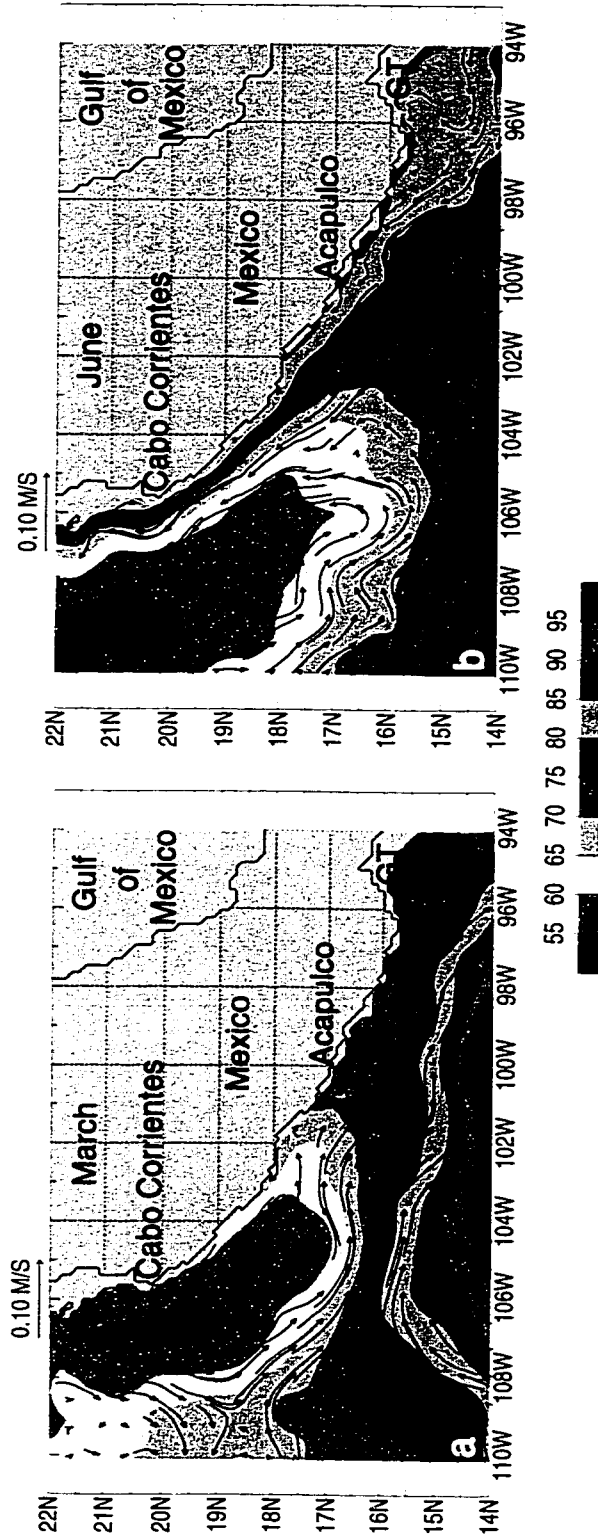 0.10 M/S
22N
21N
20N
19N
18N
17N
16N
15N
14N
March
Gulf
of
Mexico
Cabo Corrientes
Mexico
Acapulco
GT
a
110W 108W 106W 104W 102W 100W 98W 96W 94W
0.10 M/S
22N
21N
20N
19N
18N
17N
16N
15N
14N
June
Gulf
of
Mexico
Cabo Corrientes
Mexico
Acapulco
GT
b
110W 108W 106W 104W 102W 100W 98W 96W 94W
55 60 65 70 75 80 85 90 95